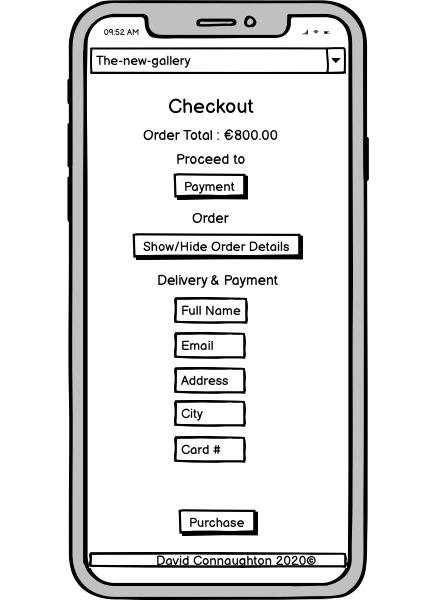 09:52 AM
The-new-gallery
Checkout
Order Total : €800.00
Proceed to
Payment
Order
Show/Hide Order Details
Delivery & Payment
Full Name
Email
Address
City
Card #
Purchase
David Connaughton 2020©